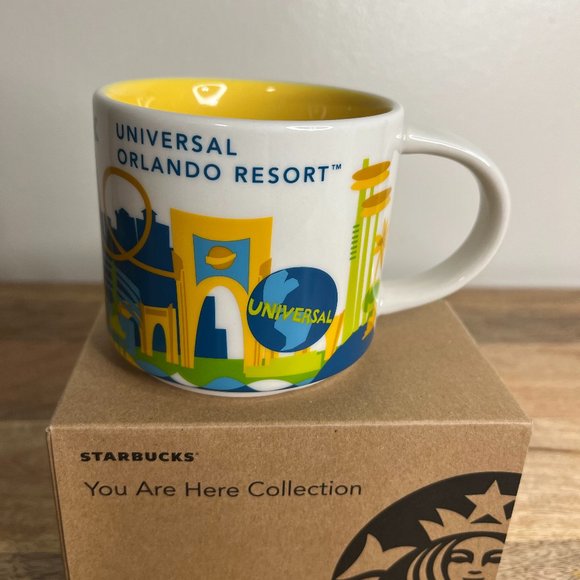 UNIVERSAL
ORLANDO RESORT™
UNIVERSAL
STARBUCKS®
You Are Here Collection